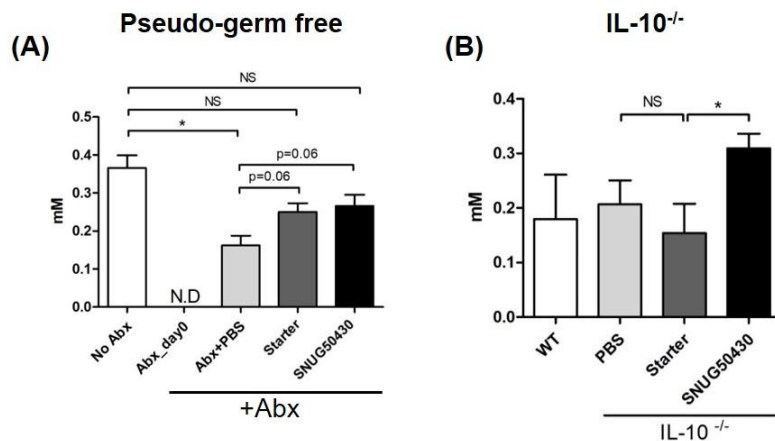 Pseudo-germ free
(A)
NS
NS
*
p=0.06
p=0.06
0.5
0.4
0.3
0.2
0.1
0.0
mM
N.D
No Abx
Abx_day0
Abx+PBS
Starter
SNUG50430
+Abx
IL-10-/-
(B)
NS
*
0.4
0.3
0.2
0.1
0.0
mM
WT
PBS
Starter
SNUG50430
IL-10 -/-